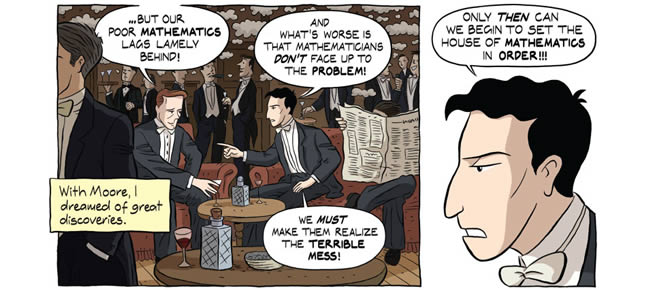 ...BUT OUR
POOR MATHEMATICS
LAGS LAMELY
BEHIND!
AND
WHAT'S WORSE IS
THAT MATHEMATICIANS
DON'T FACE UP TO
THE PROBLEM!
With Moore, I
dreamed of great
discoveries.
WE MUST
MAKE THEM REALIZE
THE TERRIBLE
MESS!
ONLY THEN CAN
WE BEGIN TO SET THE
HOUSE OF MATHEMATICS
IN ORDER!!!